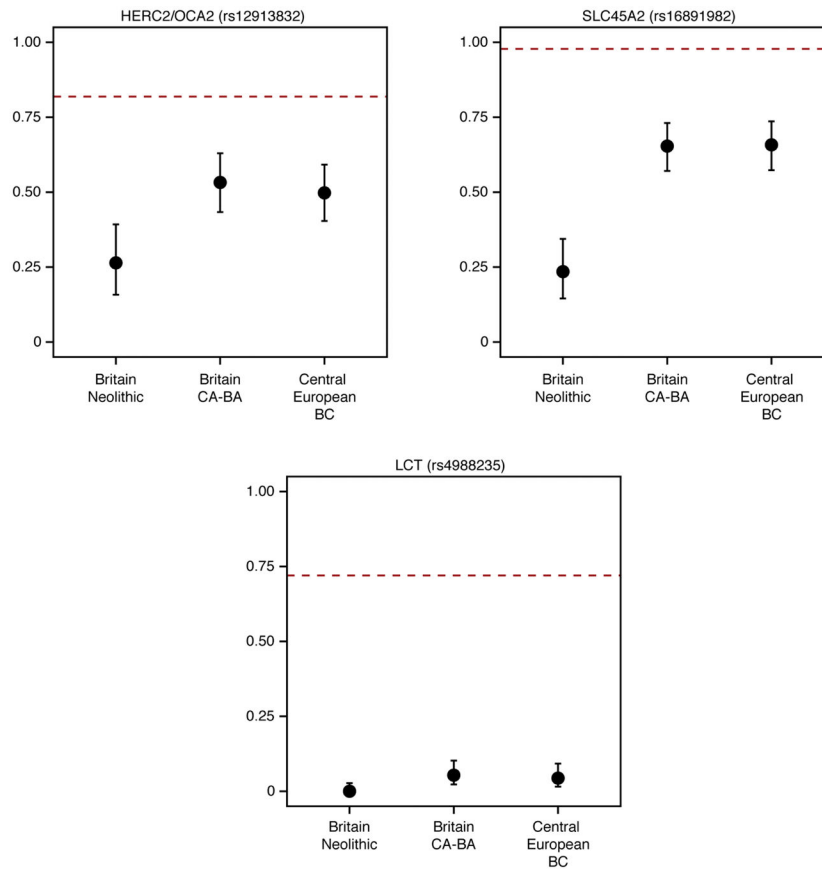 HERC2/OCA2 (rs12913832)
1.00
0.75
0.50
0.25
0
Britain
Neolithic
Britain
CA-BA
Central
European
BC
SLC45A2 (rs16891982)
1.00
0.75
0.50
0.25
0
Britain
Neolithic
Britain
CA-BA
Central
European
BC
LCT (rs4988235)
1.00
0.75
0.50
0.25
0
Britain
Neolithic
Britain
CA-BA
Central
European
BC